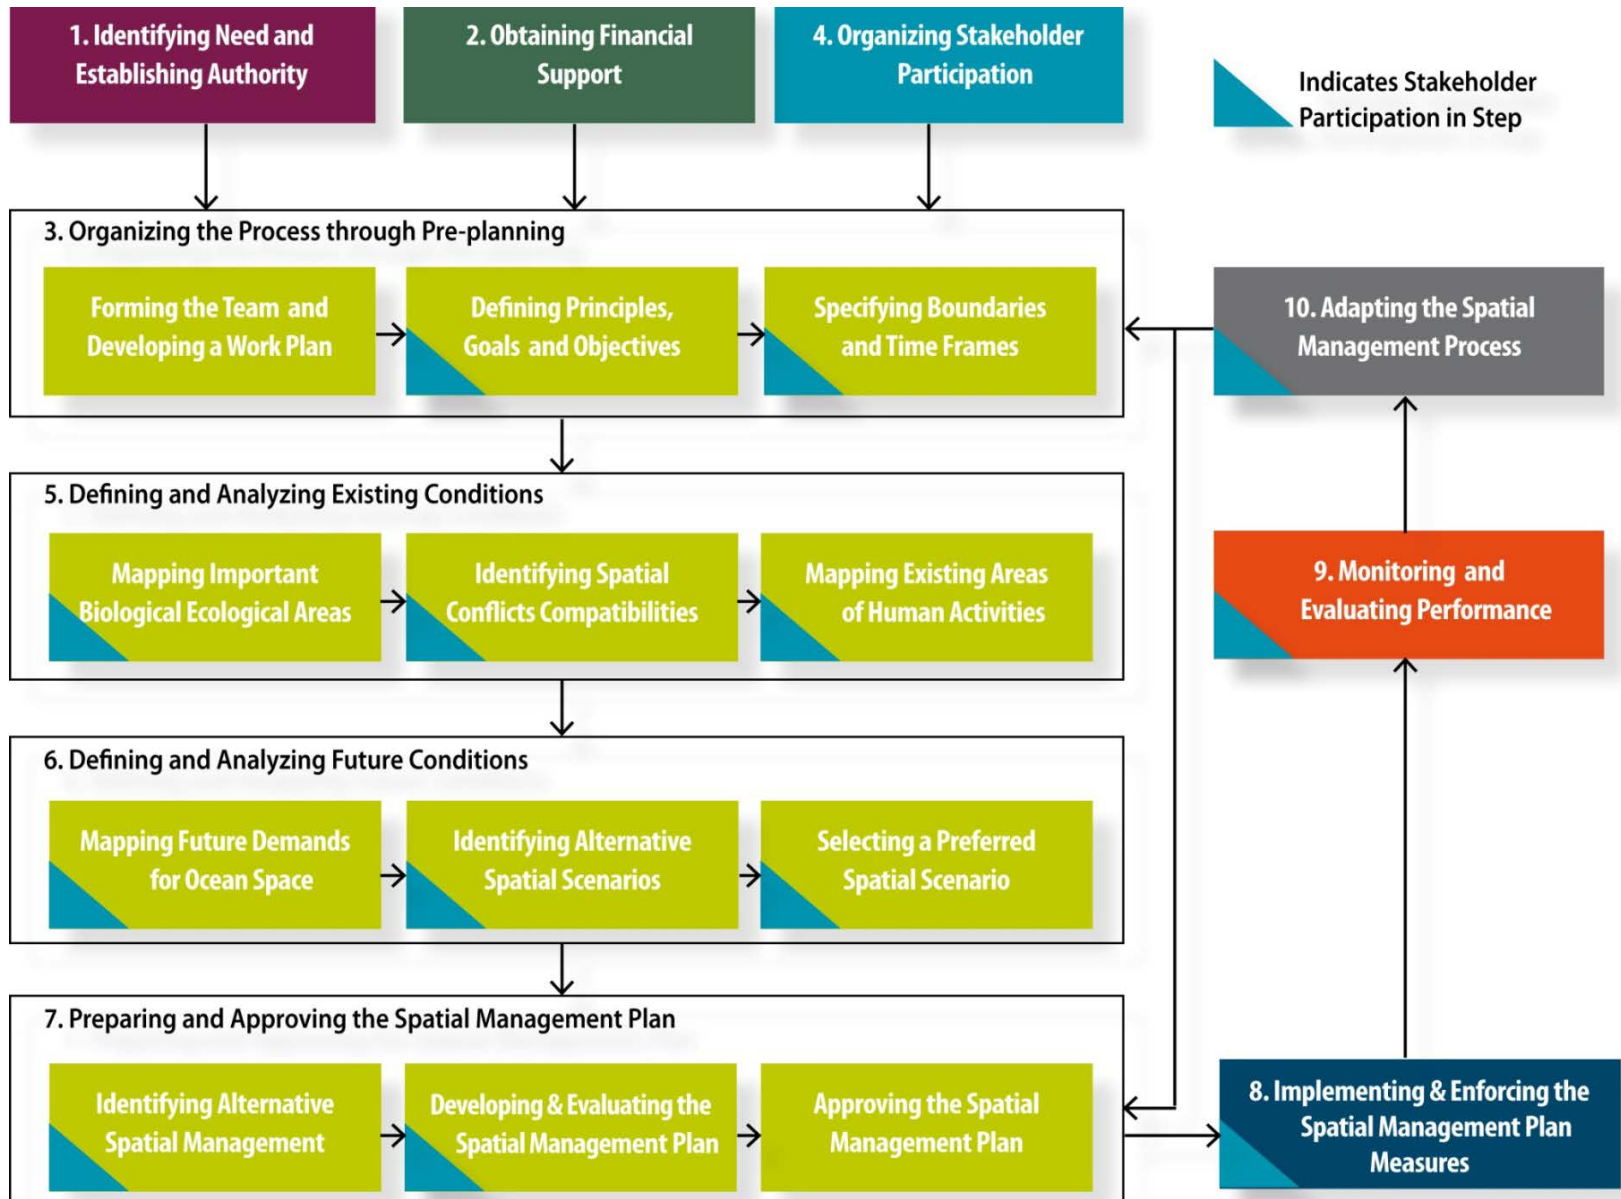 1. Identifying Need and
Establishing Authority
2. Obtaining Financial
Support
4. Organizing Stakeholder
Participation
Indicates Stakeholder
Participation in Step
3. Organizing the Process through Pre-planning
Forming the Team and
Developing a Work Plan
Defining Principles,
Goals and Objectives
Specifying Boundaries
and Time Frames
10. Adapting the Spatial
Management Process
5. Defining and Analyzing Existing Conditions
Mapping Important
Biological Ecological Areas
Identifying Spatial
Conflicts Compatibilities
Mapping Existing Areas
of Human Activities
9. Monitoring and
Evaluating Performance
6. Defining and Analyzing Future Conditions
Mapping Future Demands
for Ocean Space
Identifying Alternative
Spatial Scenarios
Selecting a Preferred
Spatial Scenario
7. Preparing and Approving the Spatial Management Plan
Identifying Alternative
Spatial Management
Developing & Evaluating the
Spatial Management Plan
Approving the Spatial
Management Plan
8. Implementing & Enforcing the
Spatial Management Plan
Measures